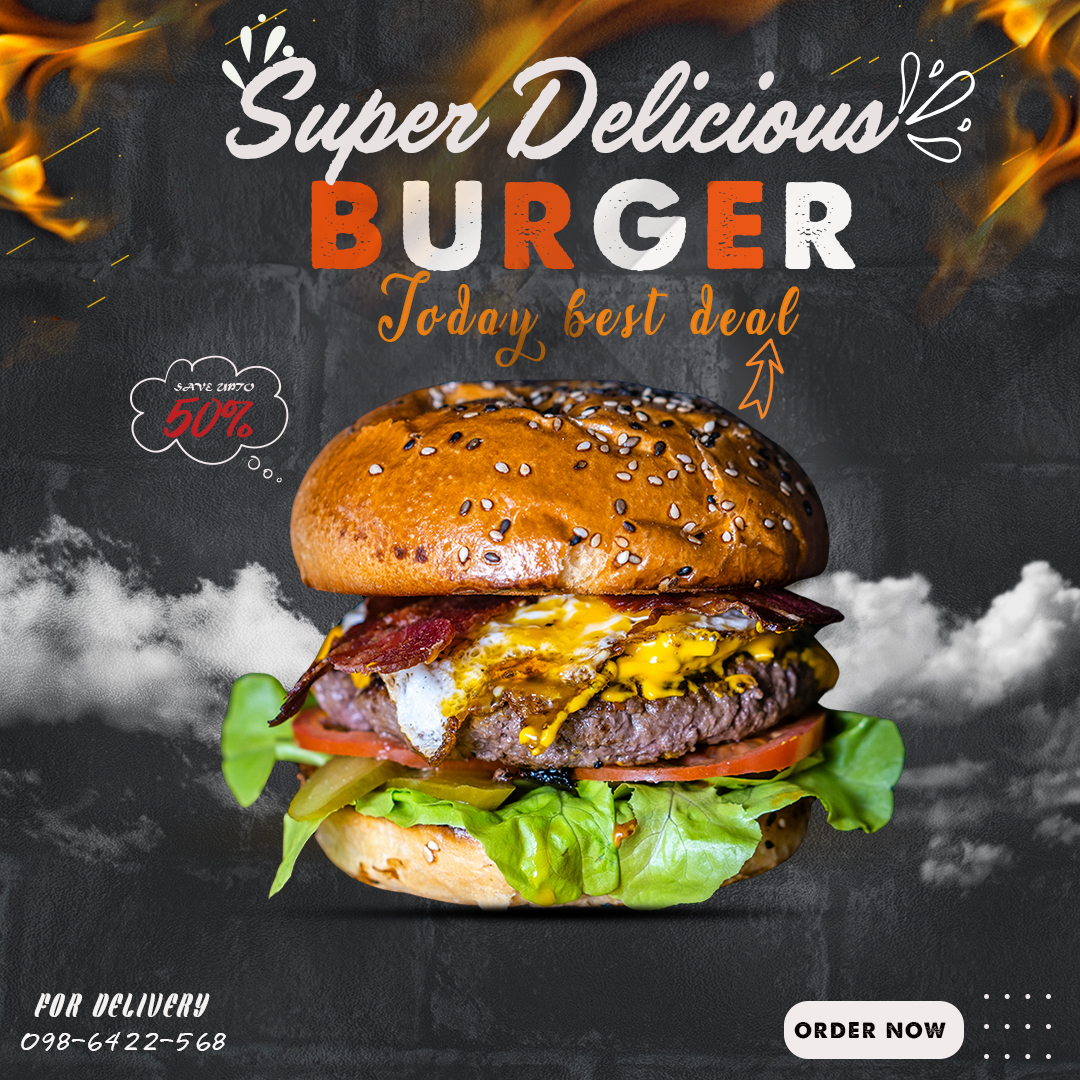 Super Delicious
BURGER
Today best deal
SAVE UPTO
50%
FOR DELIVERY
098-6422-568
ORDER NOW